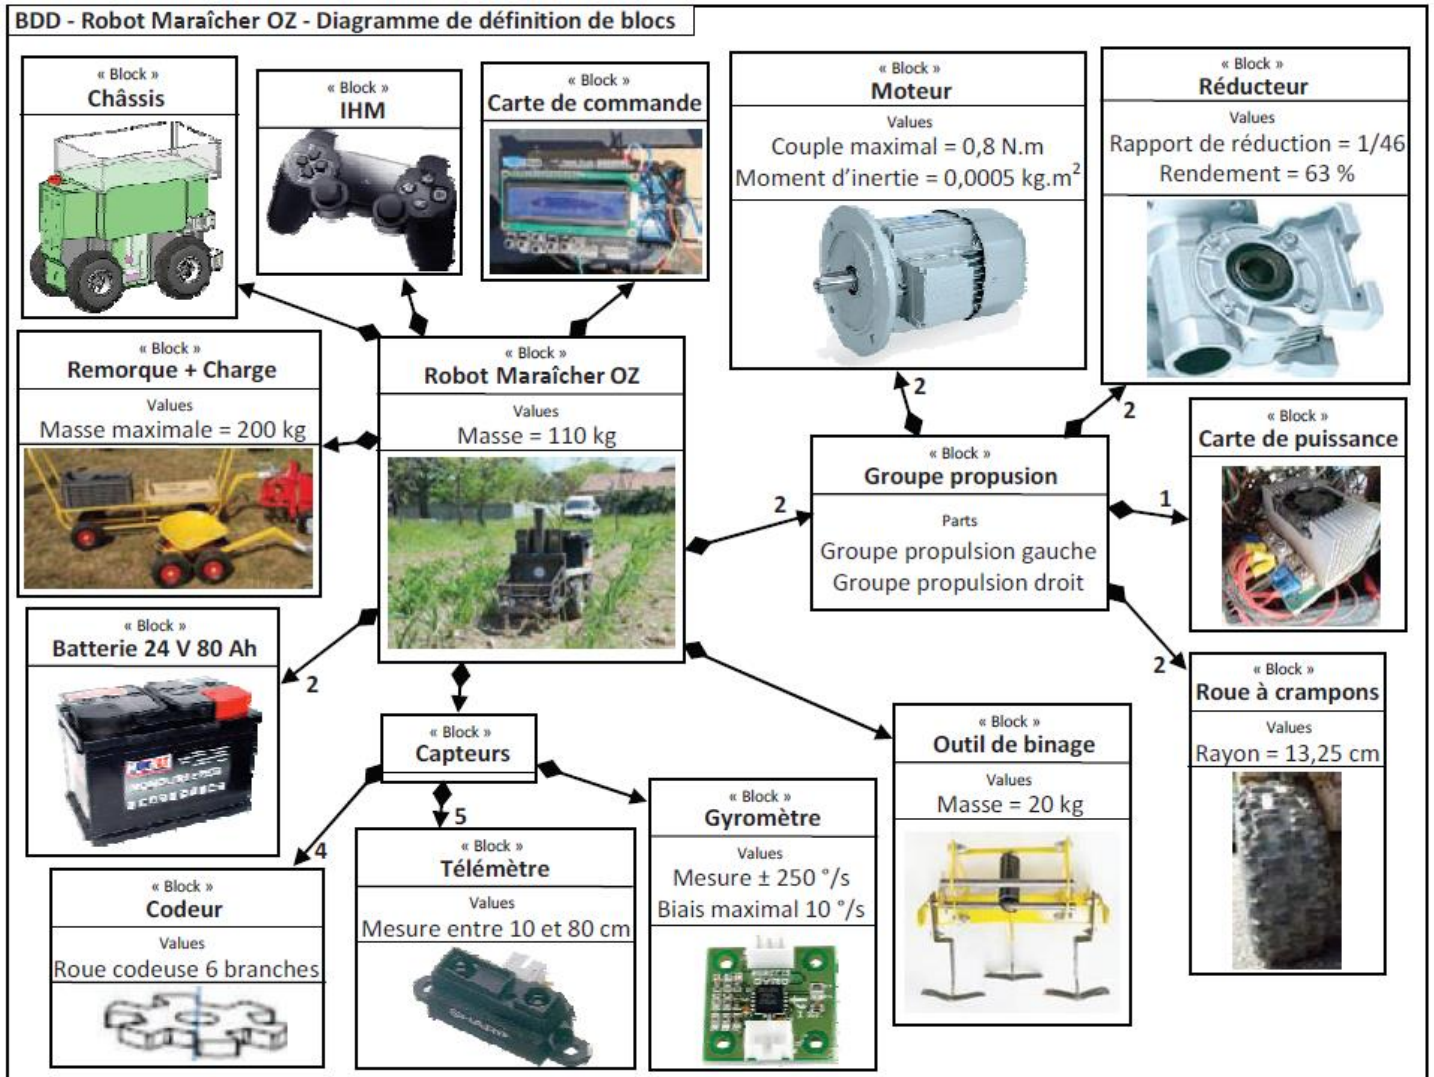 BDD - Robot Maraîcher OZ - Diagramme de définition de blocs
« Block »
Châssis
« Block »
IHM
« Block »
Carte de commande
« Block »
Moteur
Values
Couple maximal = 0,8 N.m
Moment d'inertie = 0,0005 kg.m²
« Block »
Réducteur
Values
Rapport de réduction = 1/46
Rendement = 63 %
« Block »
Remorque + Charge
Values
Masse maximale = 200 kg
« Block »
Robot Maraîcher OZ
Values
Masse = 110 kg
2
2
2
« Block »
Groupe propusion
Parts
Groupe propulsion gauche
Groupe propulsion droit
1
« Block »
Carte de puissance
2
« Block »
Roue à crampons
Values
Rayon = 13,25 cm
« Block »
Batterie 24 V 80 Ah
2
« Block »
Capteurs
4
5
« Block »
Codeur
Values
Roue codeuse 6 branches
« Block »
Télémètre
Values
Mesure entre 10 et 80 cm
SHARP
« Block »
Gyromètre
Values
Mesure ± 250 °/s
Biais maximal 10 °/s
« Block »
Outil de binage
Values
Masse = 20 kg